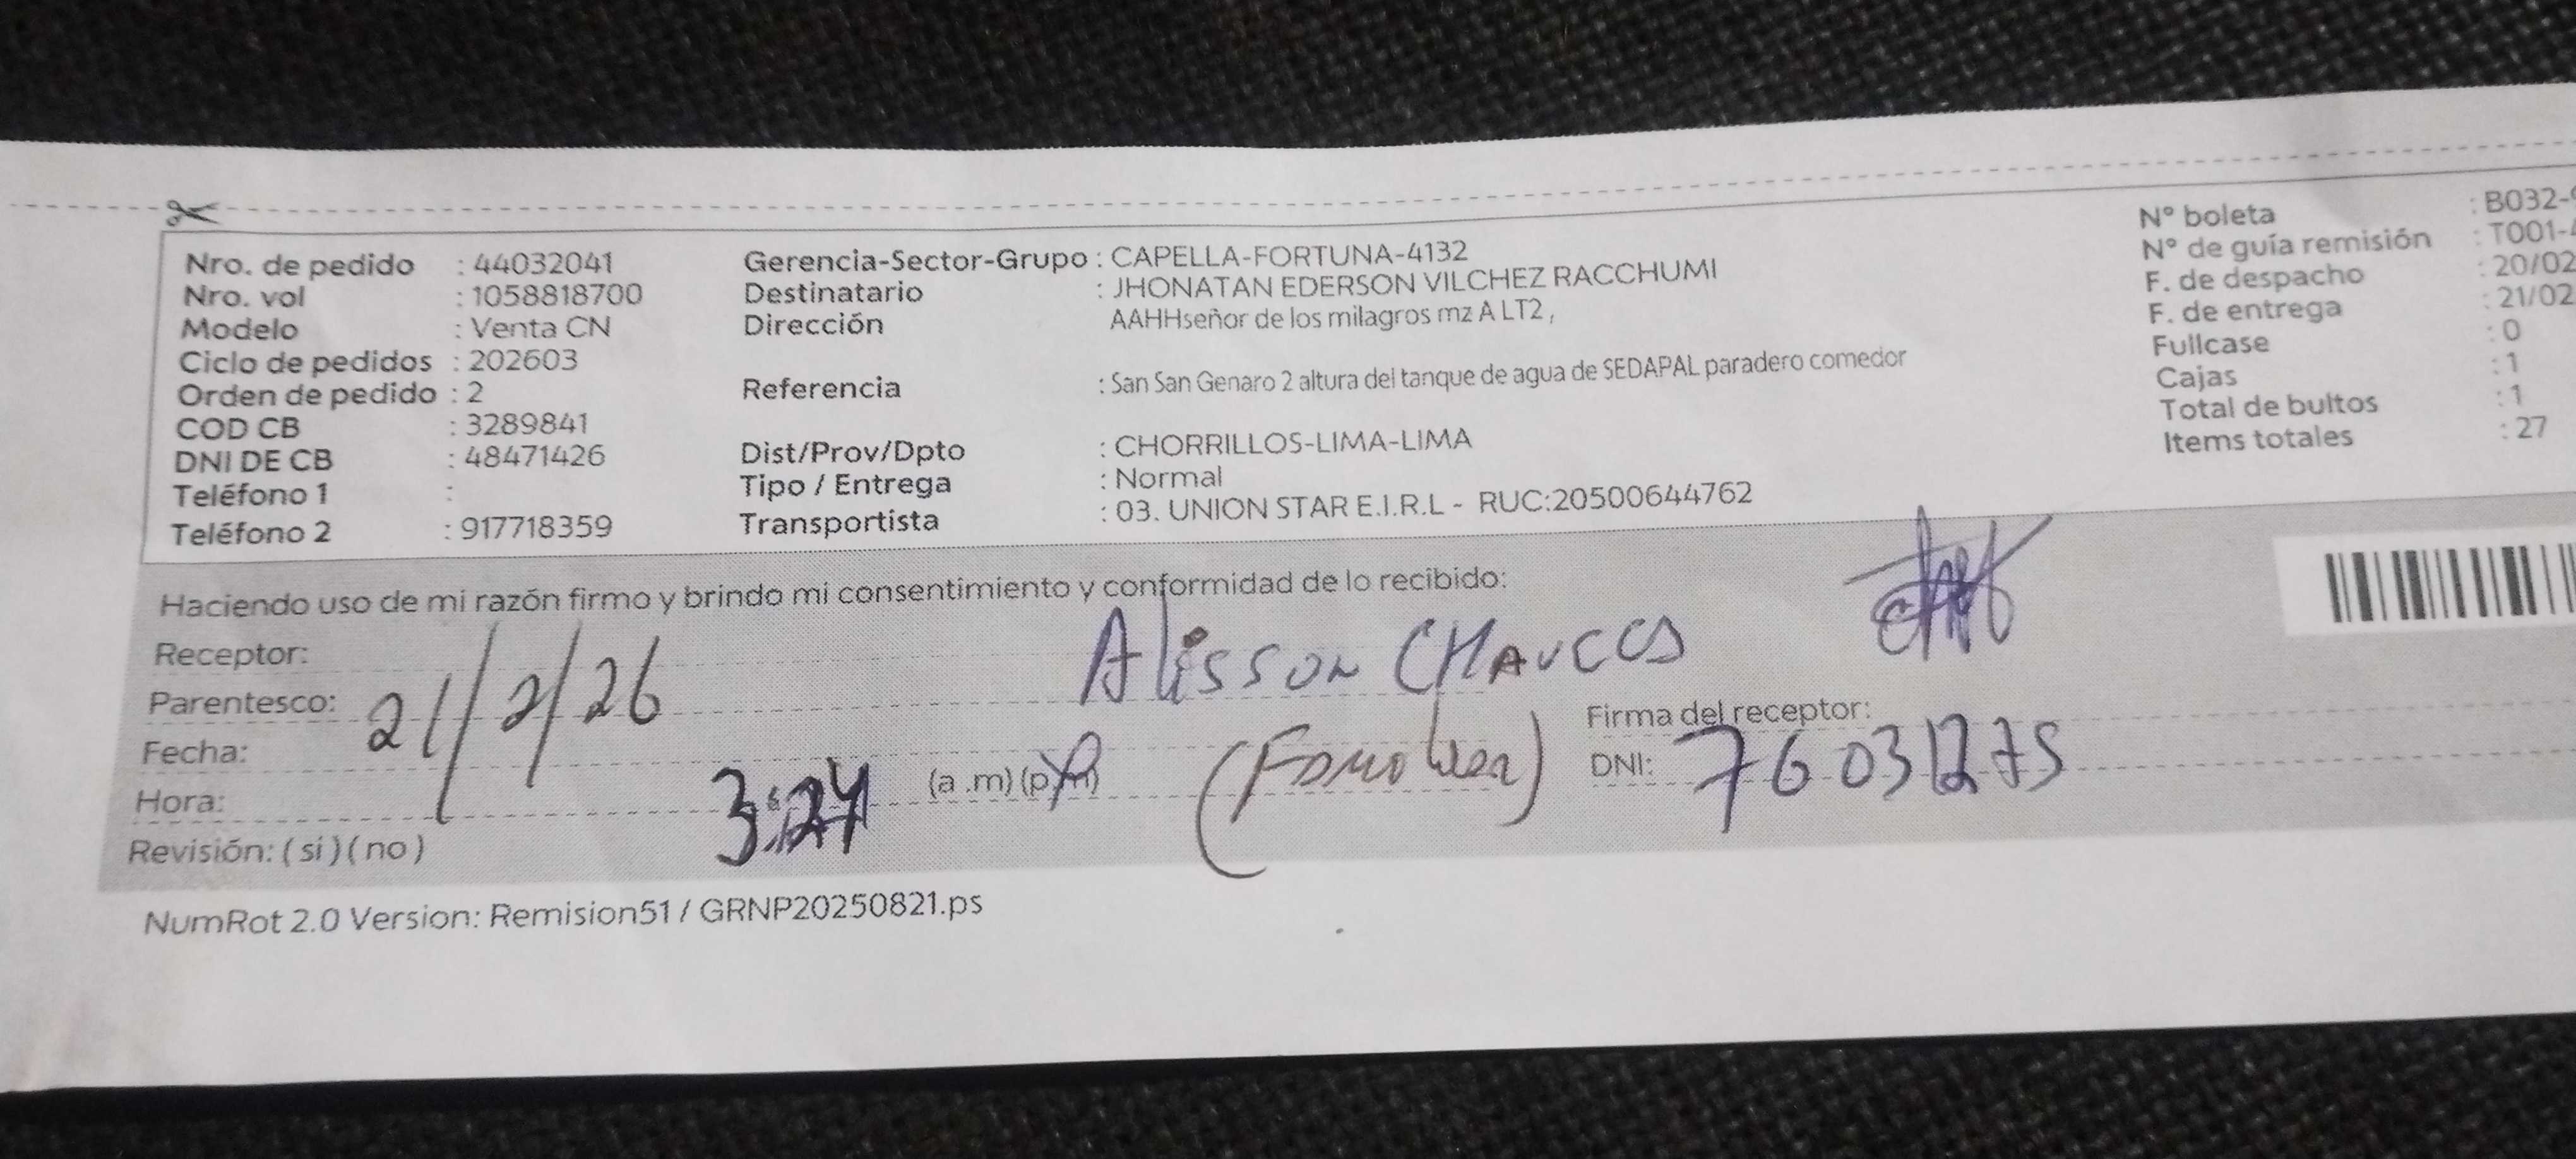 Nro. de pedido : 44032041
Nro. vol : 1058818700
Modelo : Venta CN
Ciclo de pedidos : 202603
Orden de pedido : 2
COD CB : 3289841
DNI DE CB : 48471426
Teléfono 1 :
Teléfono 2 : 917718359
Gerencia-Sector-Grupo : CAPELLA-FORTUNA-4132
Destinatario : JHONATAN EDERSON VILCHEZ RACCHUMI
Dirección AAHHseñor de los milagros mz A LT2 ,
Referencia : San San Genaro 2 altura del tanque de agua de SEDAPAL paradero comedor
Dist/Prov/Dpto : CHORRILLOS-LIMA-LIMA
Tipo / Entrega : Normal
Transportista : 03. UNION STAR E.I.R.L - RUC:20500644762
N° boleta : B032-
N° de guía remisión : T001-
F. de despacho : 20/02
F. de entrega : 21/02
Fullcase : 0
Cajas : 1
Total de bultos : 1
Items totales : 27
Haciendo uso de mi razón firmo y brindo mi consentimiento y conformidad de lo recibido:
Receptor: Alisson
Parentesco:
Firma del receptor:
Fecha: 21/2/26
DNI:
Hora: 3:24 (a .m) (p.m)
Revisión: ( si ) ( no )
NumRot 2.0 Version: Remision51 / GRNP20250821.ps